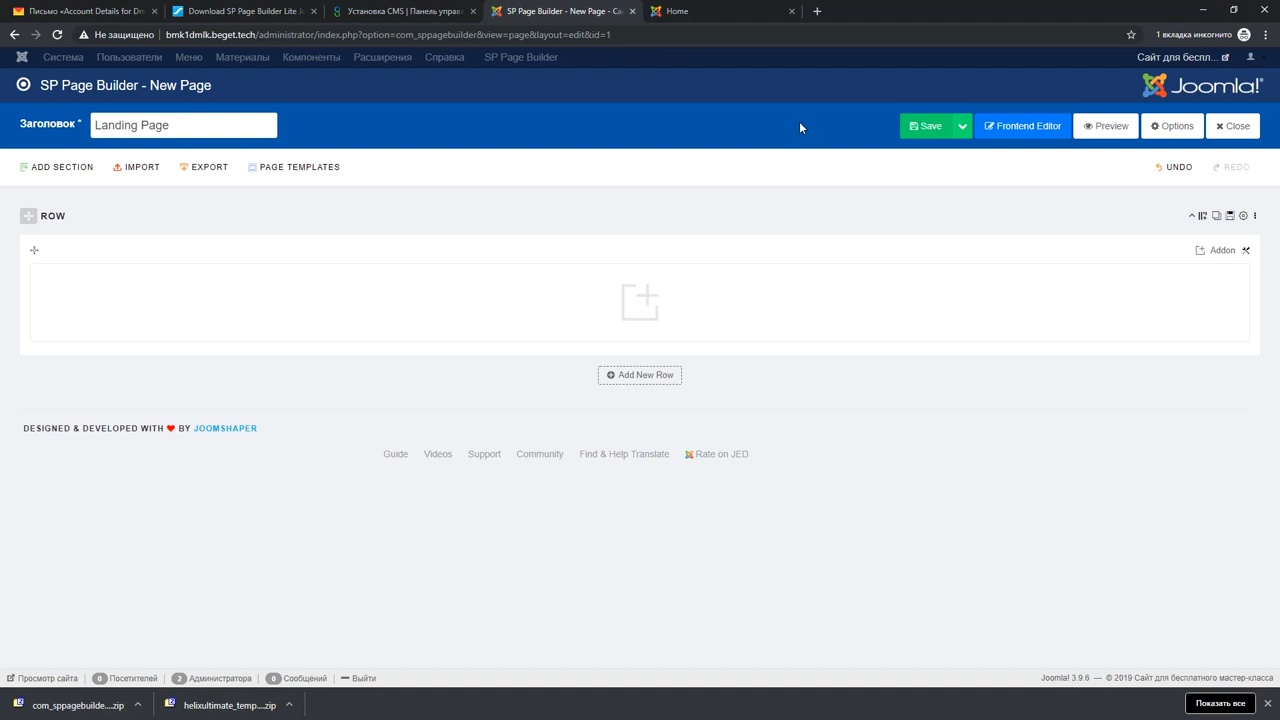 Письмо «Account Details for Dm
Download SP Page Builder Lite Jo
Установка CMS | Панель управл
SP Page Builder - New Page - Са
Home
Не защищено
bmk1dmlk.beget.tech/administrator/index.php?option=com_sppagebuilder&view=page&layout=edit&id=1
1 вкладка инкогнито
Система Пользователи Меню Материалы Компоненты Расширения Справка SP Page Builder
Сайт для беспл...
SP Page Builder - New Page
Joomla!®
Заголовок * Landing Page
Save Frontend Editor Preview Options Close
ADD SECTION IMPORT EXPORT PAGE TEMPLATES
UNDO REDO
ROW
Addon
Add New Row
DESIGNED & DEVELOPED WITH ❤ BY JOOMSHAPER
Guide Videos Support Community Find & Help Translate Rate on JED
Просмотр сайта 0 Посетителей 2 Администратора 0 Сообщений Выйти
Joomla! 3.9.6 — © 2019 Сайт для бесплатного мастер-класса
com_sppagebuilde....zip
helixultimate_temp....zip
Показать все